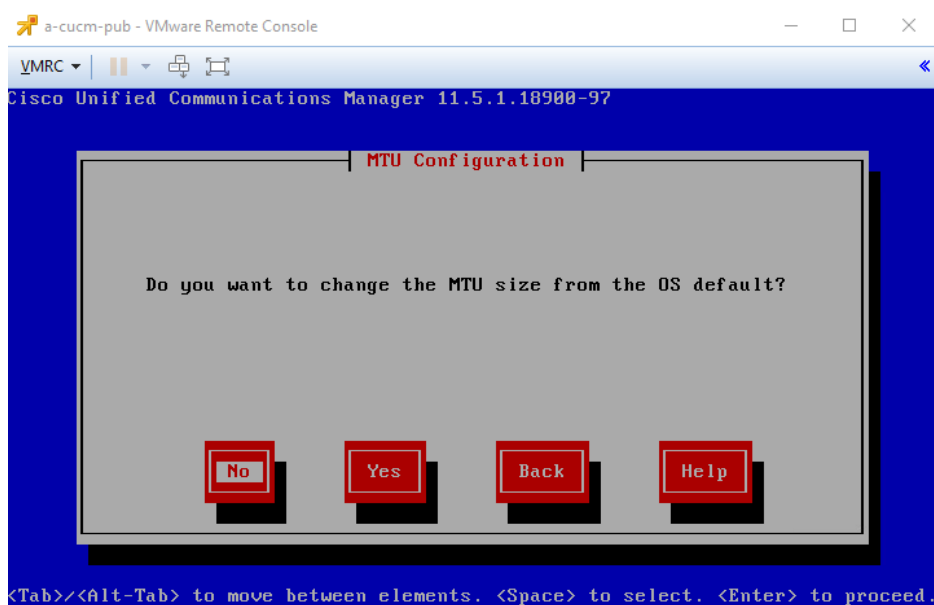 a-cucm-pub - VMware Remote Console
VMRC
Cisco Unified Communications Manager 11.5.1.18900-97
MTU Configuration
Do you want to change the MTU size from the OS default?
No Yes Back Help
<Tab>/<Alt-Tab> to move between elements. <Space> to select. <Enter> to proceed.